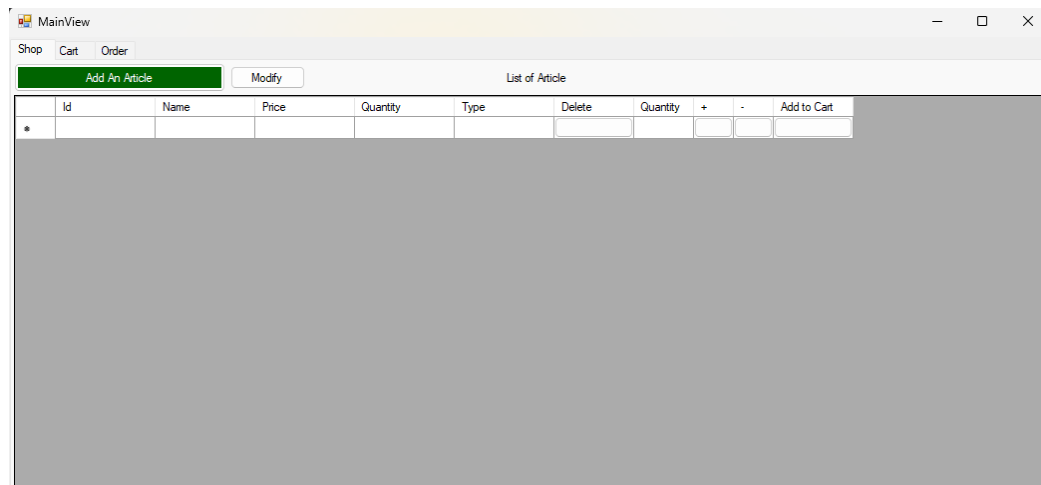 MainView
Shop Cart Order
Add An Article Modify List of Article
Id Name Price Quantity Type Delete Quantity + - Add to Cart